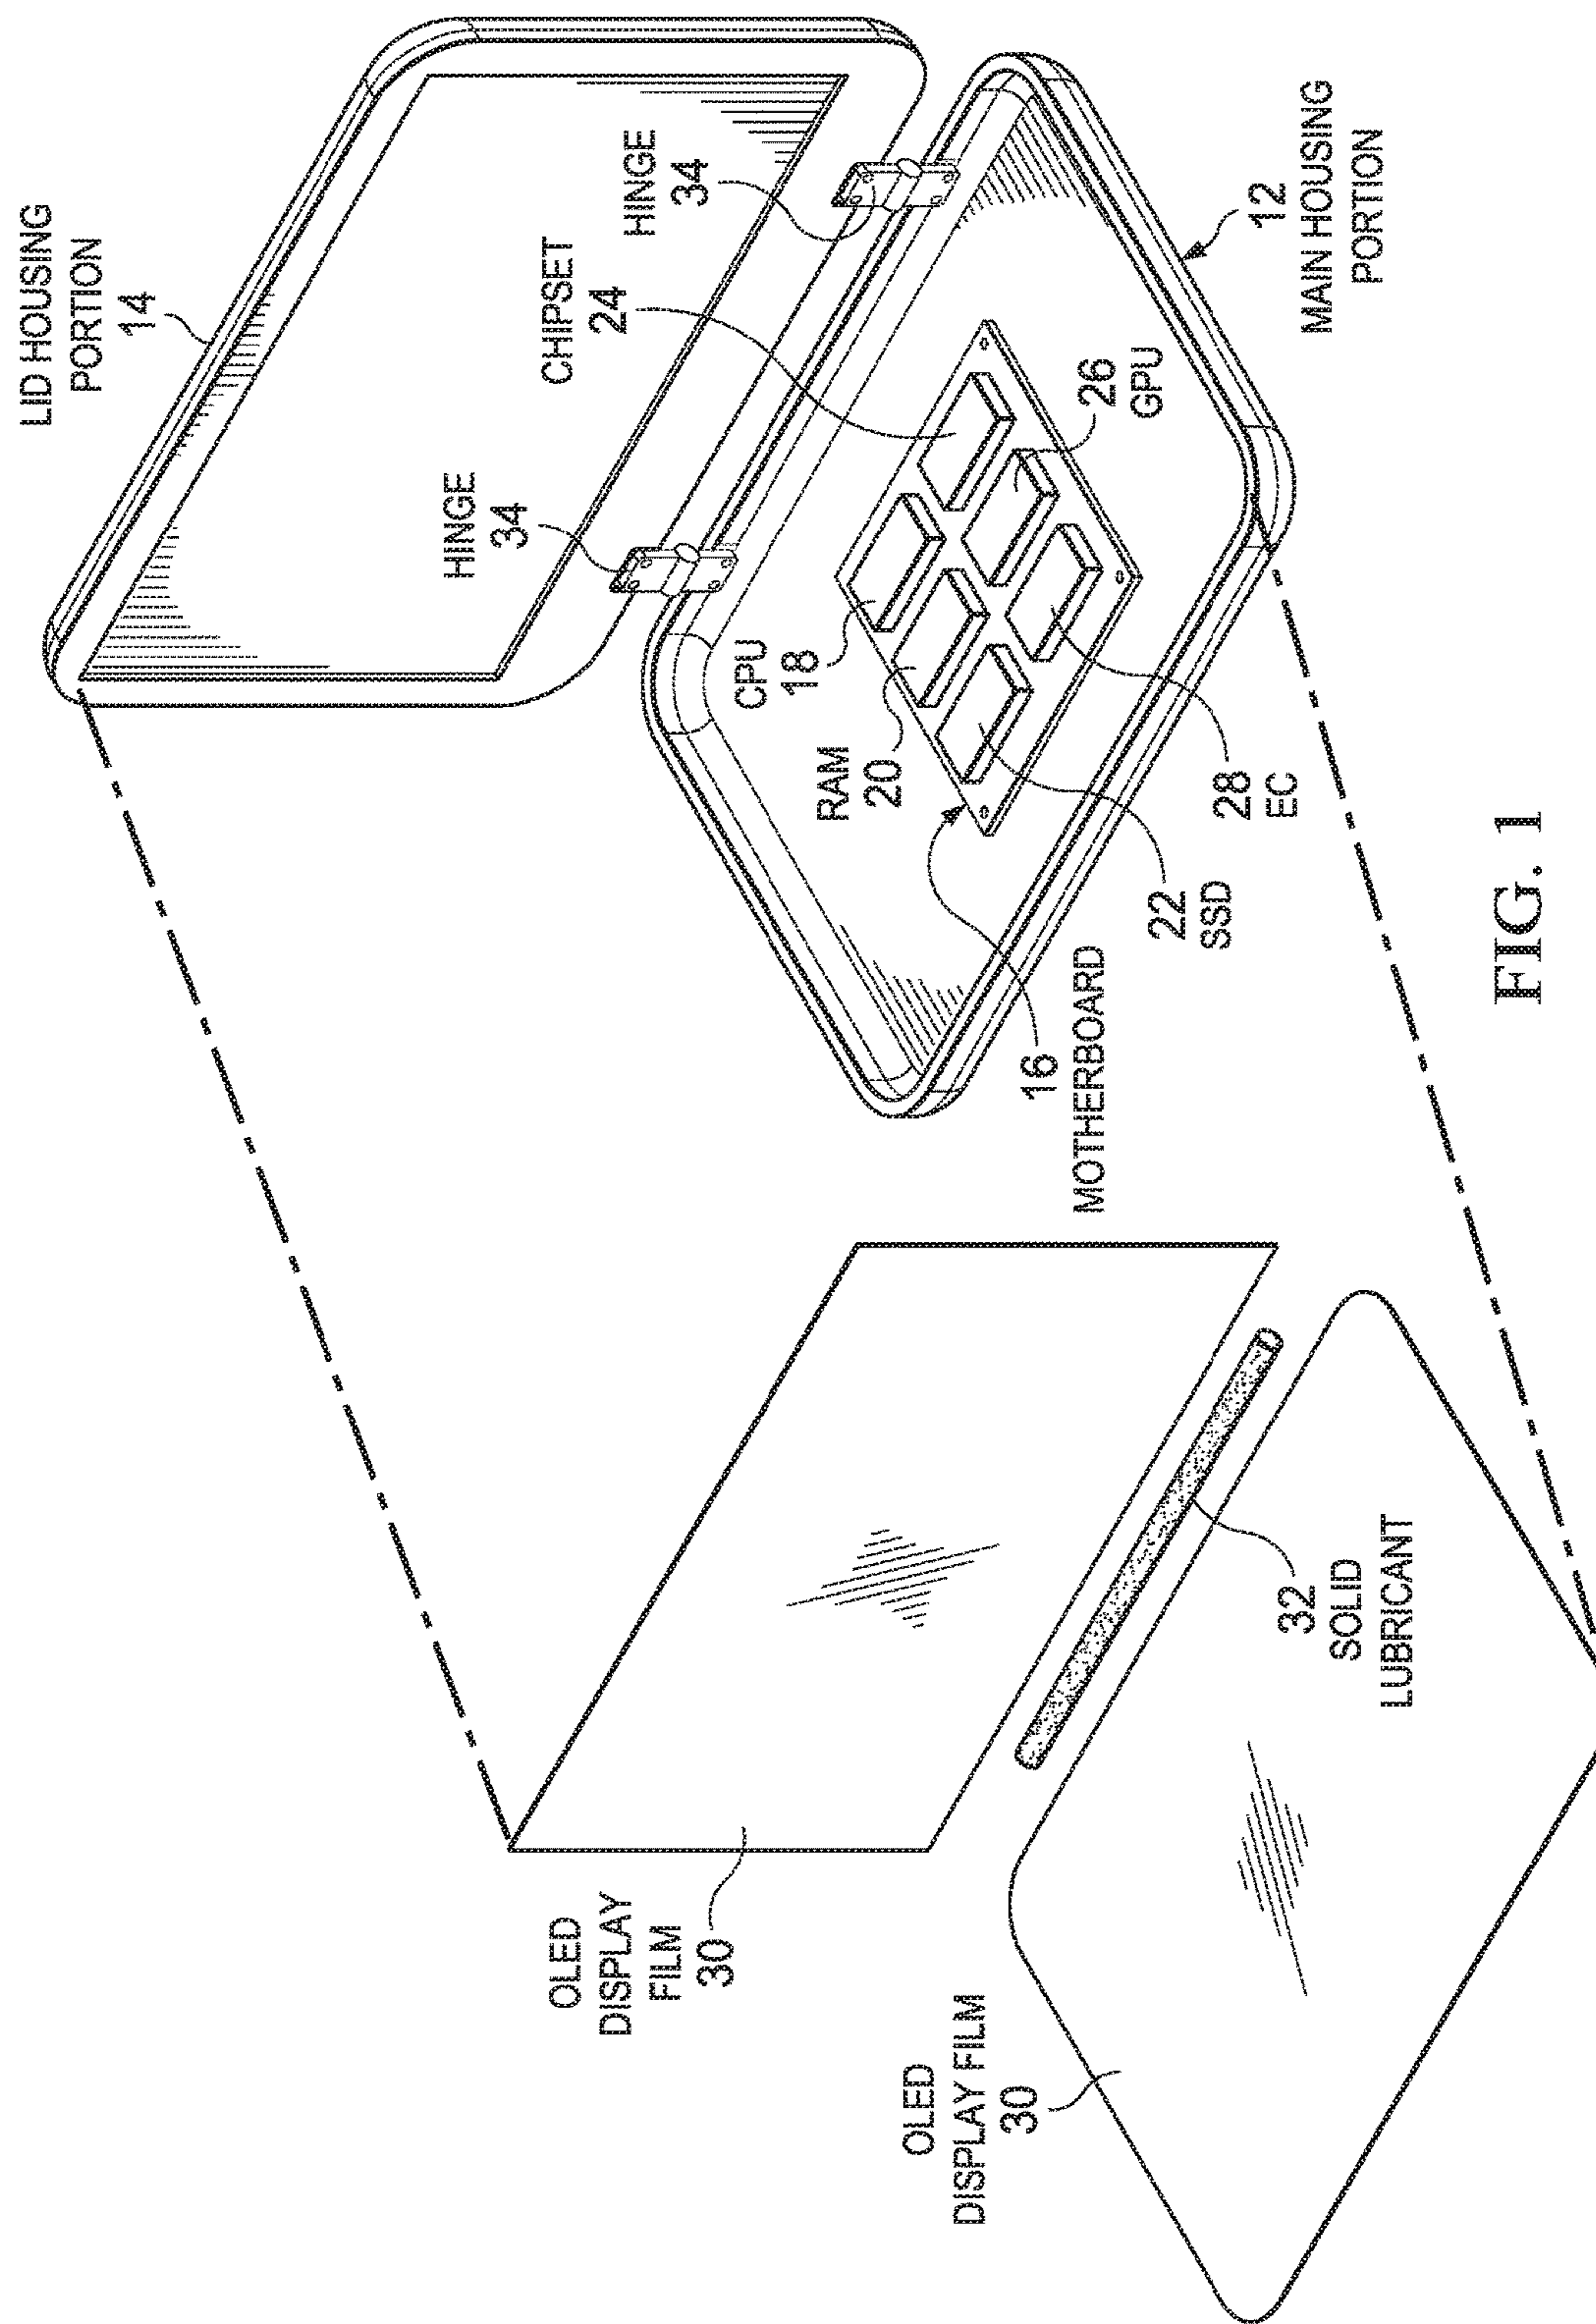 LID HOUSING
PORTION
14
HINGE
34
CHIPSET
24
HINGE
34
CPU
18
RAM
20
26
GPU
12
MAIN HOUSING
PORTION
28
EC
22
SSD
16
MOTHERBOARD
OLED
DISPLAY
FILM
30
OLED
DISPLAY FILM
30
32
SOLID
LUBRICANT
FIG. 1